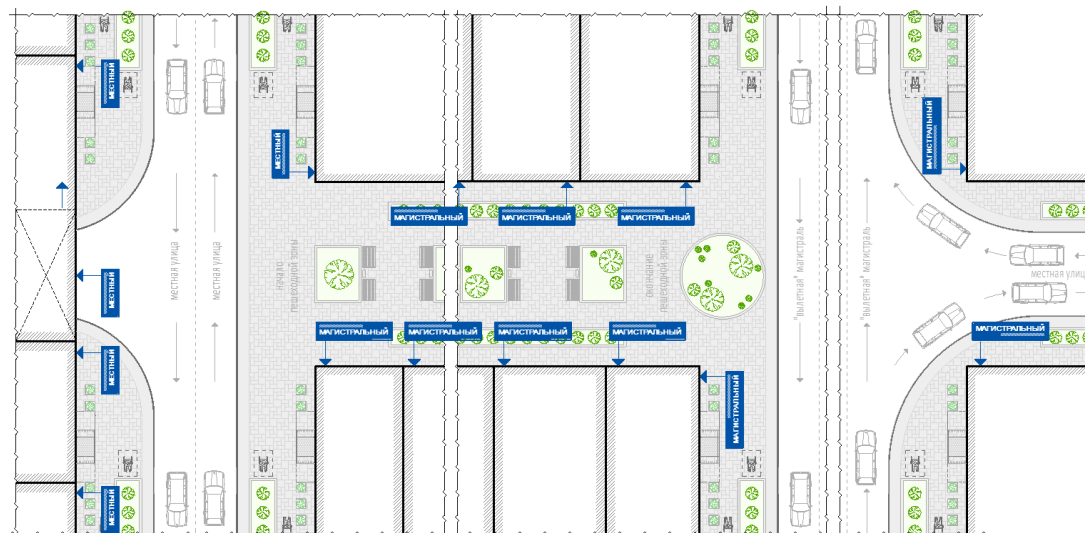 МЕСТНЫЙ
МЕСТНЫЙ
МАГИСТРАЛЬНЫЙ
МАГИСТРАЛЬНЫЙ
МАГИСТРАЛЬНЫЙ
МАГИСТРАЛЬНЫЙ
местная улица
местная улица
начало
пешеходной зоны
окончание
пешеходной зоны
"вылетная" магистраль
"вылетная" магистраль
местная улица
МЕСТНЫЙ
МАГИСТРАЛЬНЫЙ
МАГИСТРАЛЬНЫЙ
МАГИСТРАЛЬНЫЙ
МАГИСТРАЛЬНЫЙ
МАГИСТРАЛЬНЫЙ
МЕСТНЫЙ
МАГИСТРАЛЬНЫЙ
МЕСТНЫЙ